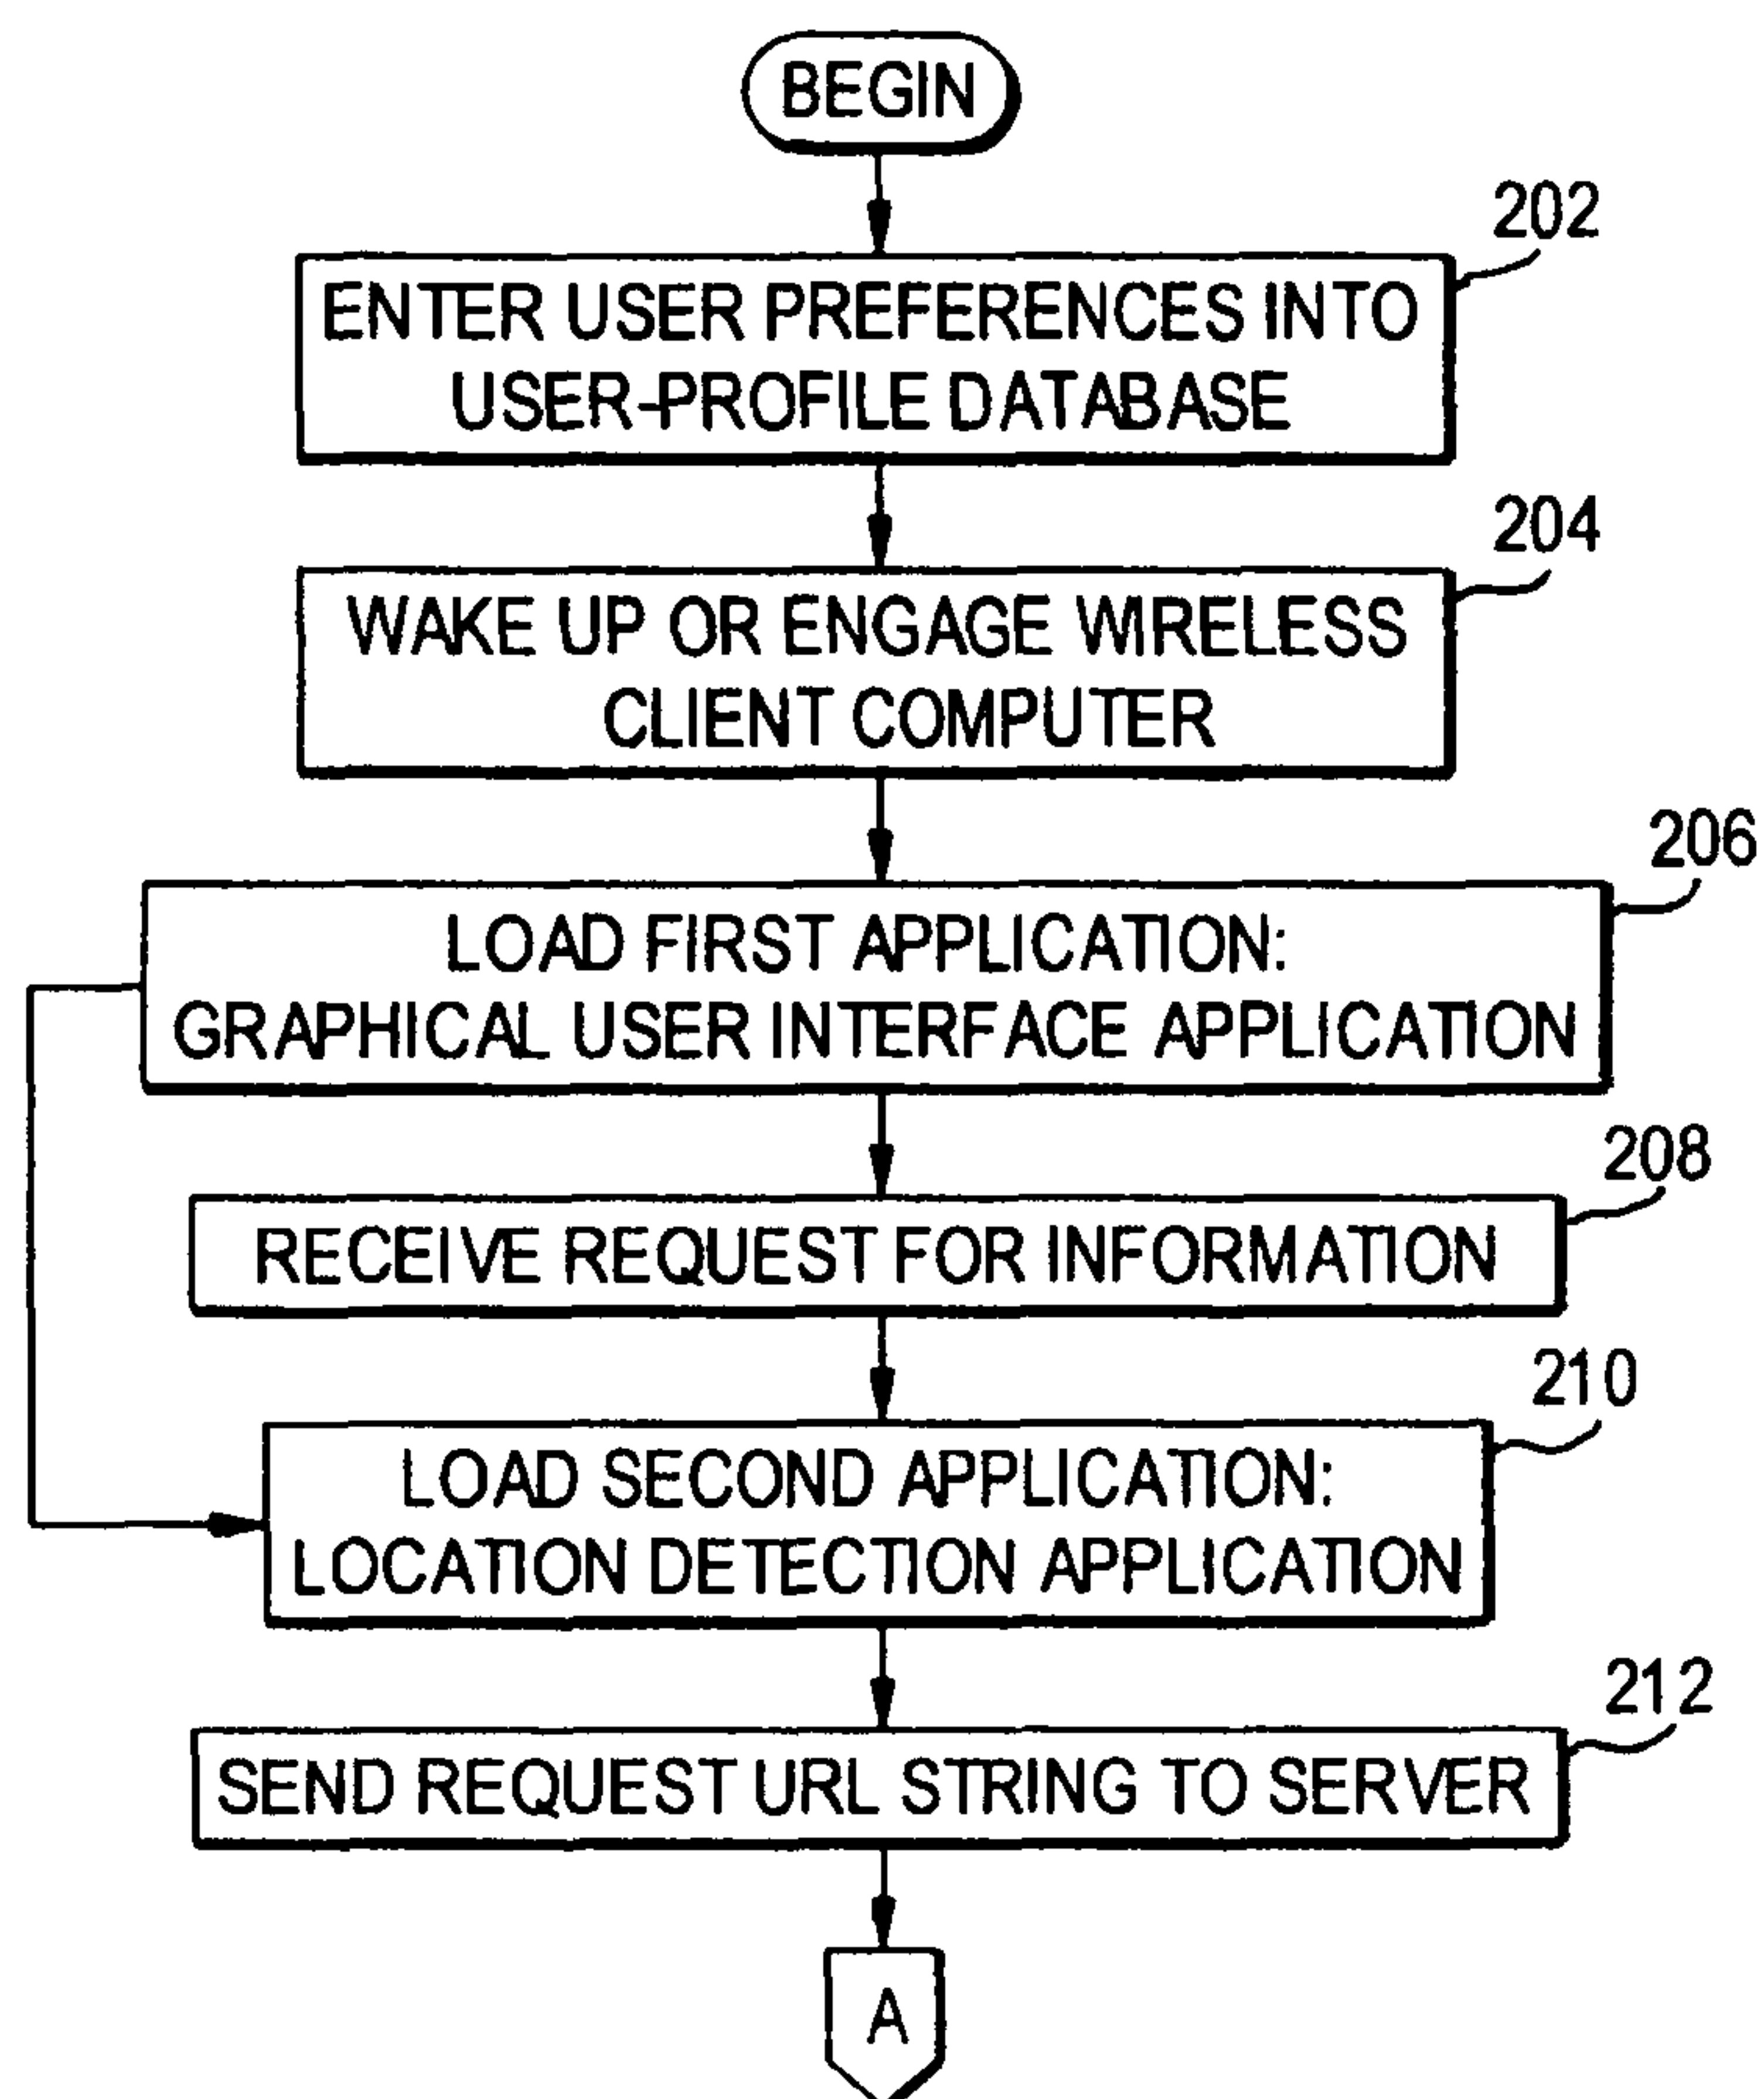 BEGIN
202
ENTER USER PREFERENCES INTO
USER-PROFILE DATABASE
204
WAKE UP OR ENGAGE WIRELESS
CLIENT COMPUTER
206
LOAD FIRST APPLICATION:
GRAPHICAL USER INTERFACE APPLICATION
208
RECEIVE REQUEST FOR INFORMATION
210
LOAD SECOND APPLICATION:
LOCATION DETECTION APPLICATION
212
SEND REQUEST URL STRING TO SERVER
A